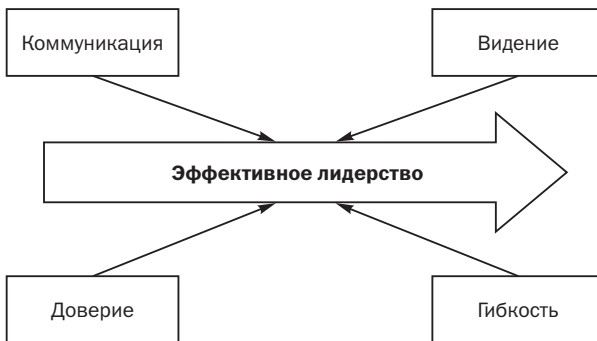 Коммуникация
Видение
Эффективное лидерство
Доверие
Гибкость